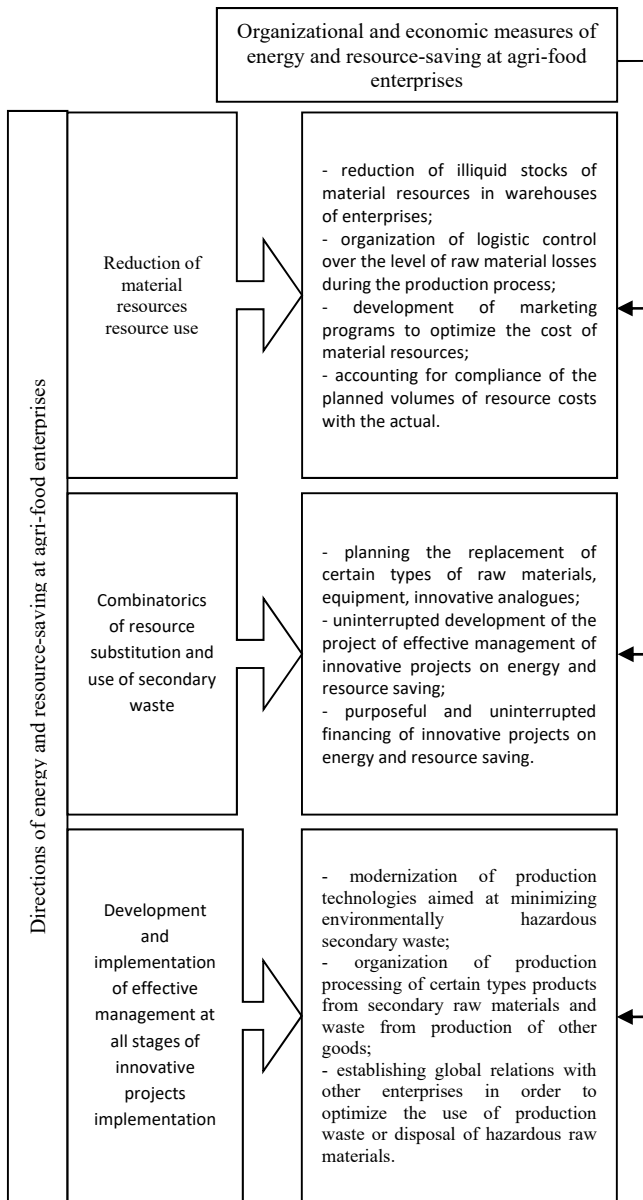 Organizational and economic measures of
energy and resource-saving at agri-food
enterprises
Directions of energy and resource-saving at agri-food enterprises
Reduction of
material
resources
resource use
- reduction of illiquid stocks of
material resources in warehouses
of enterprises;
- organization of logistic control
over the level of raw material losses
during the production process;
- development of marketing
programs to optimize the cost of
material resources;
- accounting for compliance of the
planned volumes of resource costs
with the actual.
Combinatorics
of resource
substitution and
use of secondary
waste
- planning the replacement of
certain types of raw materials,
equipment, innovative analogues;
- uninterrupted development of the
project of effective management of
innovative projects on energy and
resource saving;
- purposeful and uninterrupted
financing of innovative projects on
energy and resource saving.
Development
and
implementation
of effective
management at
all stages of
innovative
projects
implementation
- modernization of production
technologies aimed at minimizing
environmentally hazardous
secondary waste;
- organization of production
processing of certain types products
from secondary raw materials and
waste from production of other
goods;
- establishing global relations with
other enterprises in order to
optimize the use of production
waste or disposal of hazardous raw
materials.